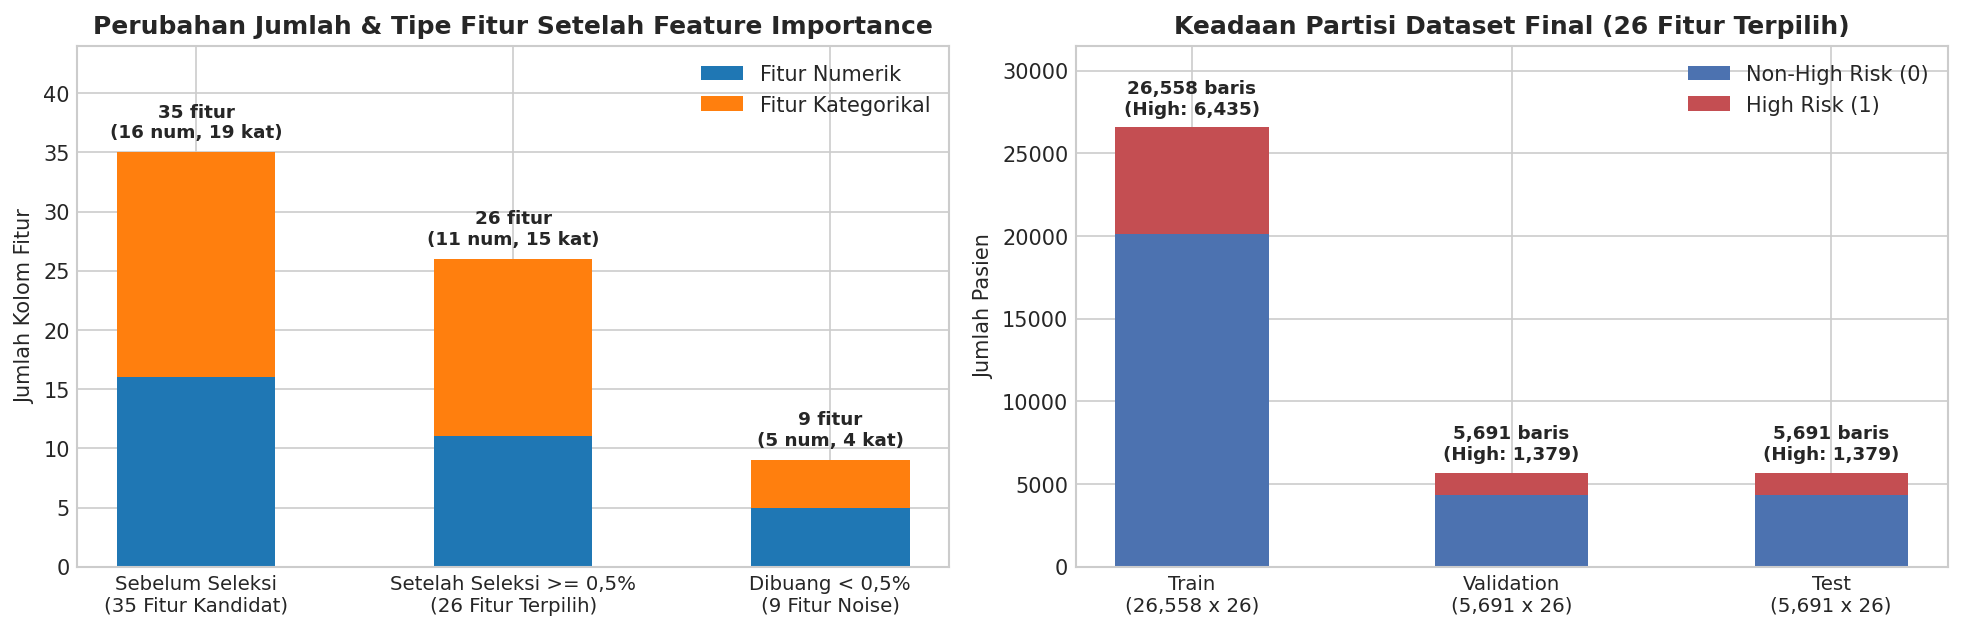 Perubahan Jumlah & Tipe Fitur Setelah Feature Importance
Fitur Numerik
Fitur Kategorikal
35 fitur
(16 num, 19 kat)
26 fitur
(11 num, 15 kat)
9 fitur
(5 num, 4 kat)
Jumlah Kolom Fitur
40
35
30
25
20
15
10
5
0
Sebelum Seleksi
(35 Fitur Kandidat)
Setelah Seleksi >= 0,5%
(26 Fitur Terpilih)
Dibuang < 0,5%
(9 Fitur Noise)
Keadaan Partisi Dataset Final (26 Fitur Terpilih)
Non-High Risk (0)
High Risk (1)
26,558 baris
(High: 6,435)
5,691 baris
(High: 1,379)
5,691 baris
(High: 1,379)
Jumlah Pasien
30000
25000
20000
15000
10000
5000
0
Train
(26,558 x 26)
Validation
(5,691 x 26)
Test
(5,691 x 26)